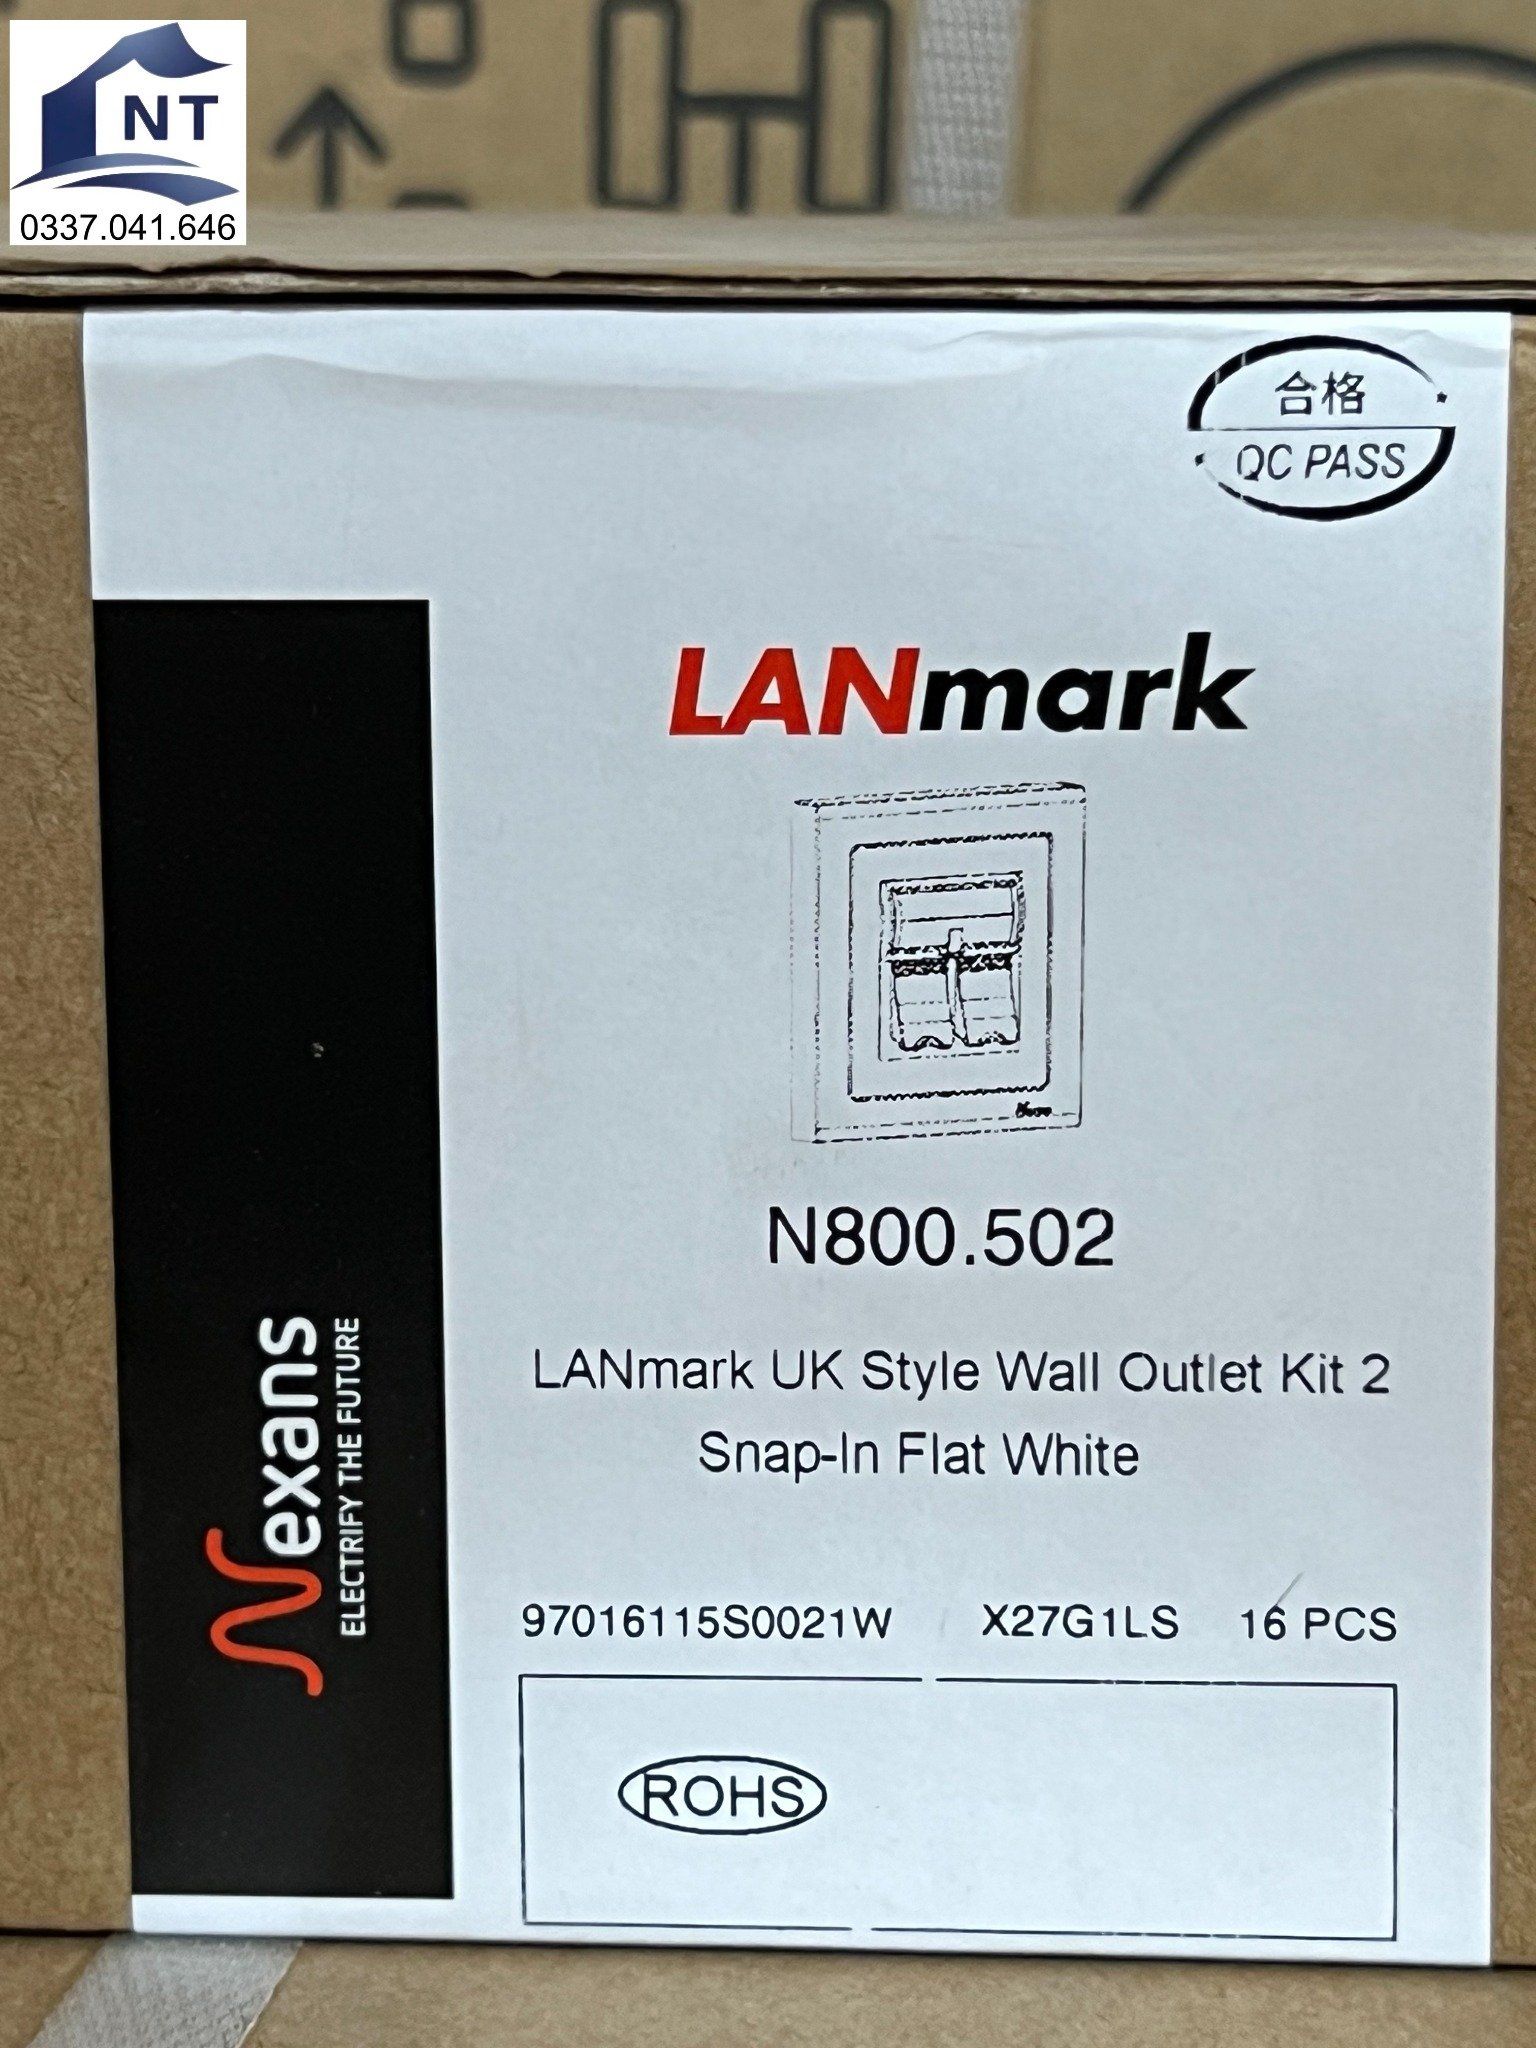 NT
0337.041.646
合格
QC PASS
LANmark
N800.502
LANmark UK Style Wall Outlet Kit 2
Snap-In Flat White
97016115S0021W X27G1LS 16 PCS
ROHS
Nexans
ELECTRIFY THE FUTURE